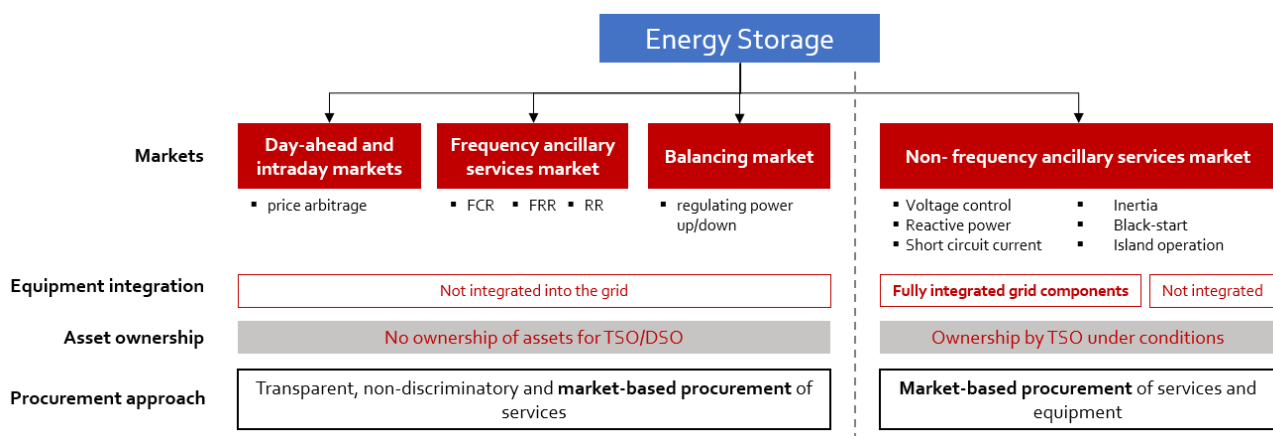 Energy Storage
Markets
Day-ahead and
intraday markets
Frequency ancillary
services market
Balancing market
Non- frequency ancillary services market
▪ price arbitrage
▪ FCR ▪ FRR ▪ RR
▪ regulating power
up/down
▪ Voltage control
▪ Reactive power
▪ Short circuit current
▪ Inertia
▪ Black-start
▪ Island operation
Equipment integration
Not integrated into the grid
Fully integrated grid components
Not integrated
Asset ownership
No ownership of assets for TSO/DSO
Ownership by TSO under conditions
Procurement approach
Transparent, non-discriminatory and market-based procurement of
services
Market-based procurement of services and
equipment